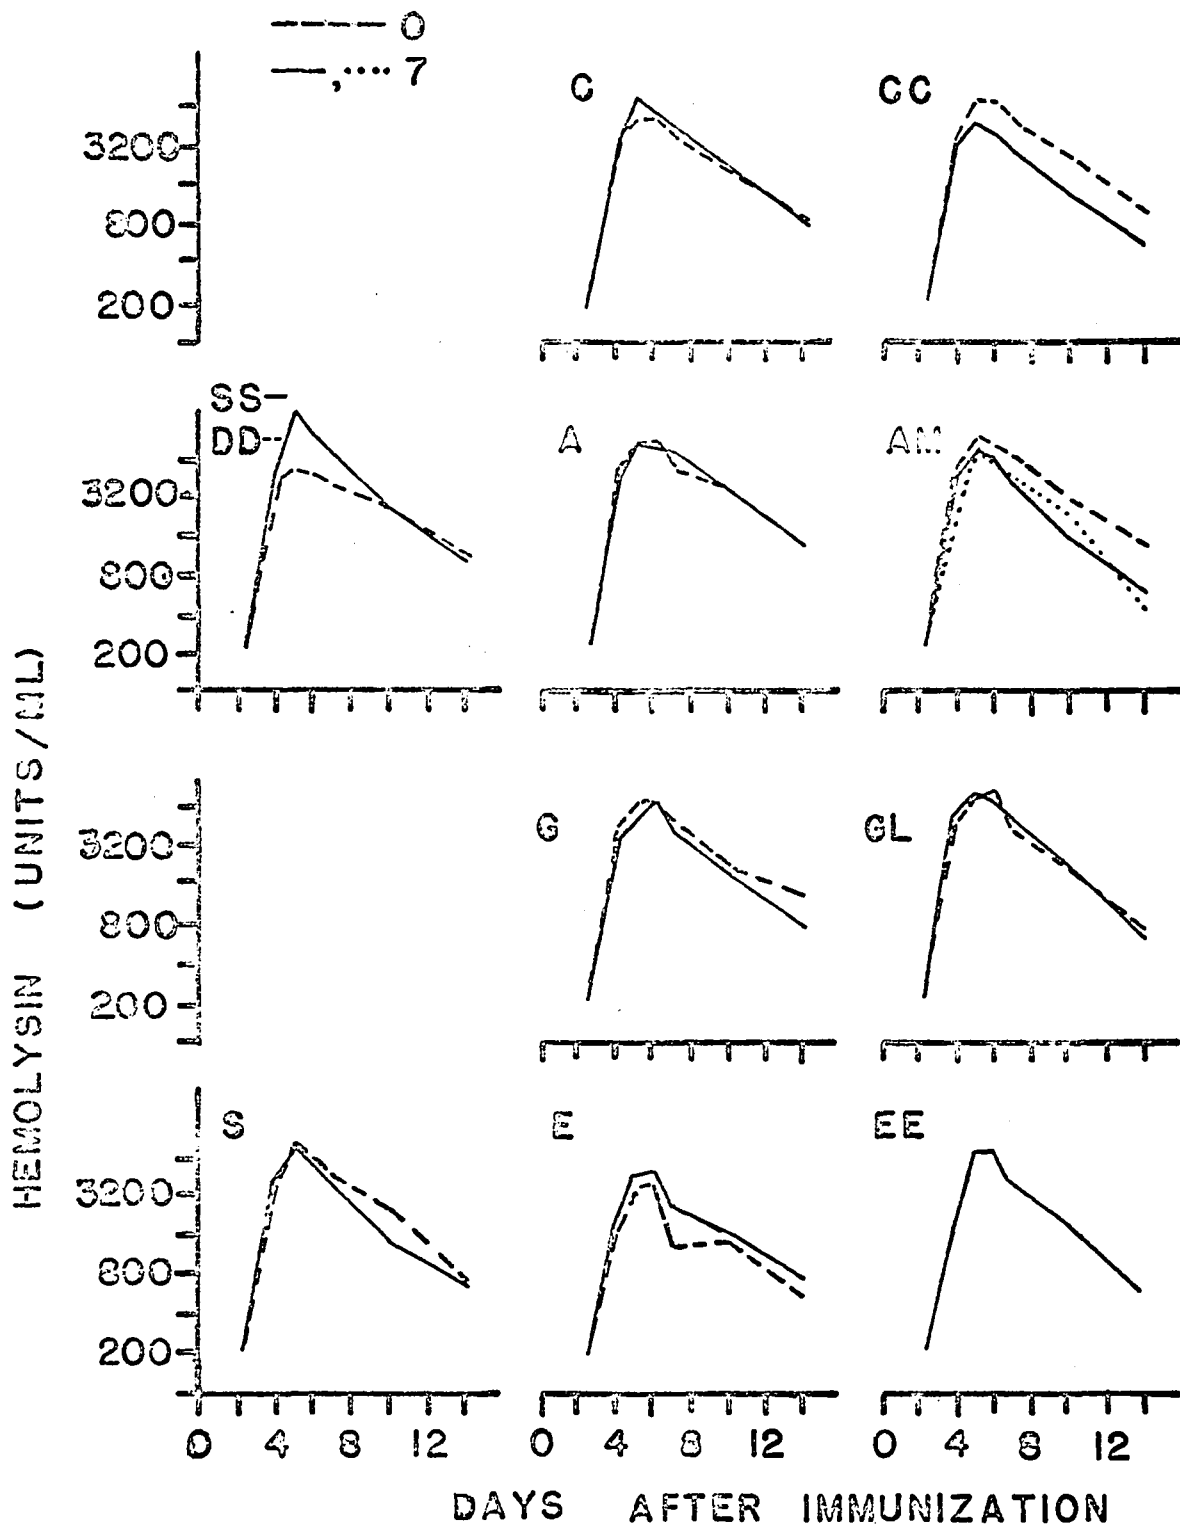 0
, 7
C
CC
3200
800
200
SS
DD
A
AM
3200
800
200
G
GL
3200
800
200
S
E
EE
3200
800
200
0 4 8 12
0 4 8 12
0 4 8 12
HEMOLYSIN (UNITS/ML)
DAYS AFTER IMMUNIZATION